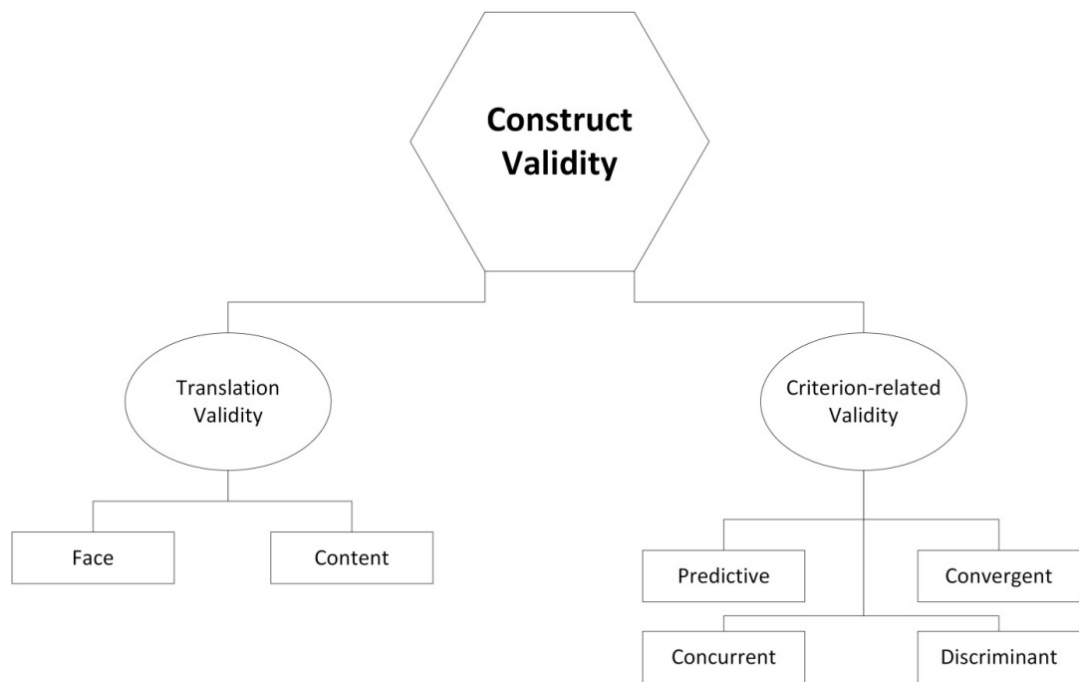 Construct
Validity
Translation
Validity
Criterion-related
Validity
Face
Content
Predictive
Convergent
Concurrent
Discriminant